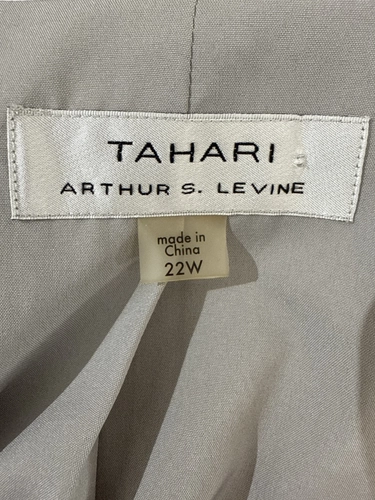 TAHARI
ARTHUR S. LEVINE
made in
China
22W